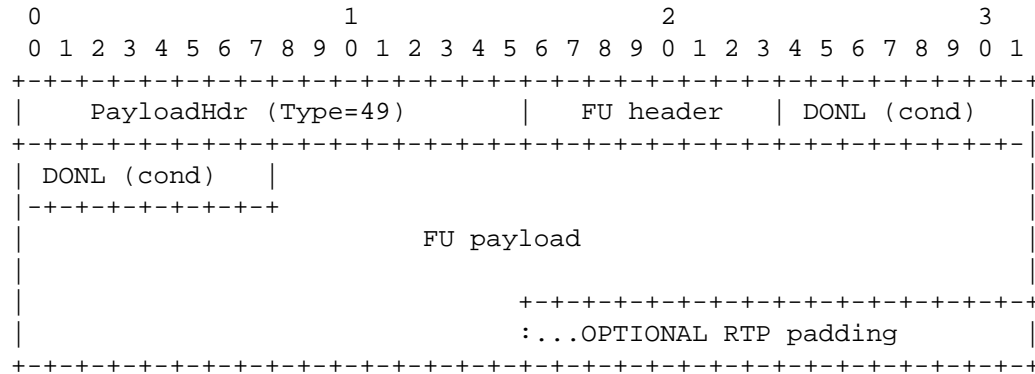 0                   1                   2                   3
 0 1 2 3 4 5 6 7 8 9 0 1 2 3 4 5 6 7 8 9 0 1 2 3 4 5 6 7 8 9 0 1
+-+-+-+-+-+-+-+-+-+-+-+-+-+-+-+-+-+-+-+-+-+-+-+-+-+-+-+-+-+-+-+-+
|    PayloadHdr (Type=49)       |   FU header   | DONL (cond)   |
+-+-+-+-+-+-+-+-+-+-+-+-+-+-+-+-+-+-+-+-+-+-+-+-+-+-+-+-+-+-+-+-|
| DONL (cond)   |                                               |
|-+-+-+-+-+-+-+-+                                               |
|                         FU payload                            |
|                                                               |
|                               +-+-+-+-+-+-+-+-+-+-+-+-+-+-+-+-+
|                               :...OPTIONAL RTP padding        |
+-+-+-+-+-+-+-+-+-+-+-+-+-+-+-+-+-+-+-+-+-+-+-+-+-+-+-+-+-+-+-+-+